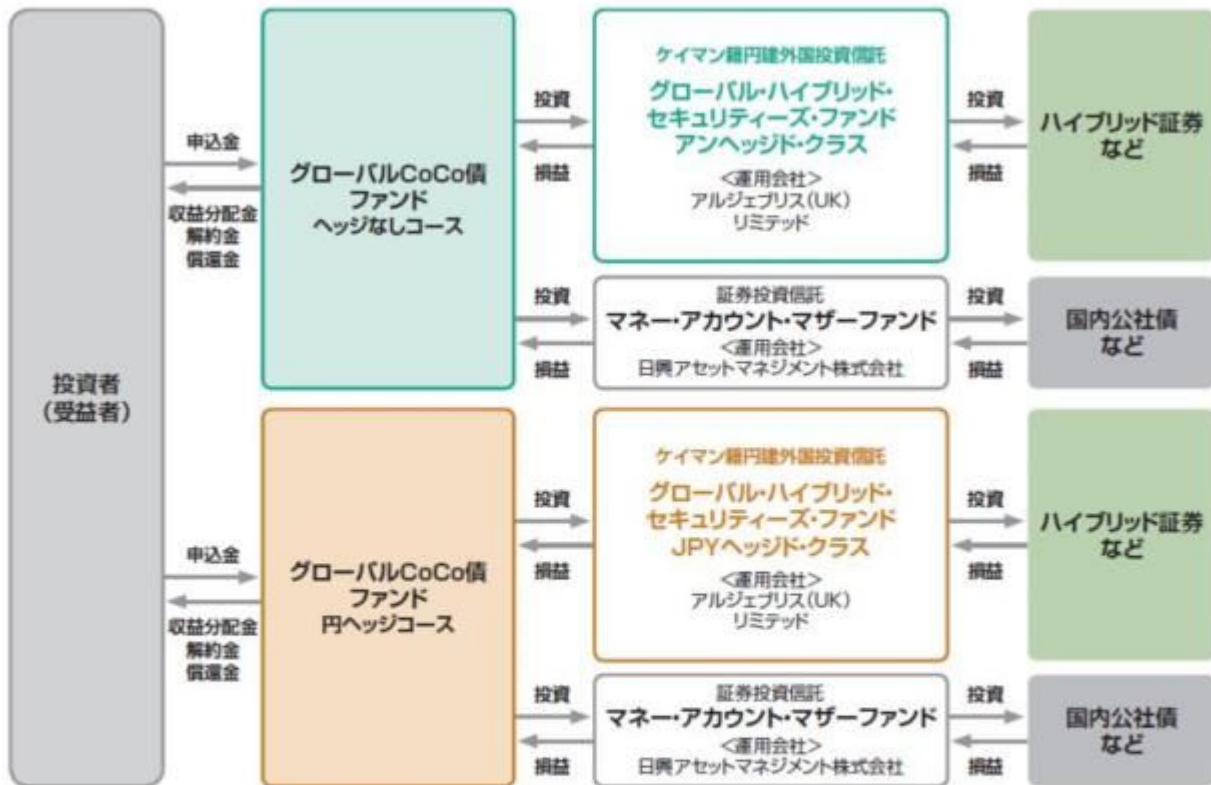 投資者
(受益者)
申込金
収益分配金
解約金
償還金
グローバルCoCo債
ファンド
ヘッジなしコース
投資
損益
ケイマン籍円建外国投資信託
グローバル・ハイブリッド・
セキュリティーズ・ファンド
アンヘッジド・クラス
<運用会社>
アルジェブリス(UK)
リミテッド
投資
損益
ハイブリッド証券
など
投資
損益
証券投資信託
マネー・アカウント・マザーファンド
<運用会社>
日興アセットマネジメント株式会社
投資
損益
国内公社債
など
申込金
収益分配金
解約金
償還金
グローバルCoCo債
ファンド
円ヘッジコース
投資
損益
ケイマン籍円建外国投資信託
グローバル・ハイブリッド・
セキュリティーズ・ファンド
JPYヘッジド・クラス
<運用会社>
アルジェブリス(UK)
リミテッド
投資
損益
ハイブリッド証券
など
投資
損益
証券投資信託
マネー・アカウント・マザーファンド
<運用会社>
日興アセットマネジメント株式会社
投資
損益
国内公社債
など